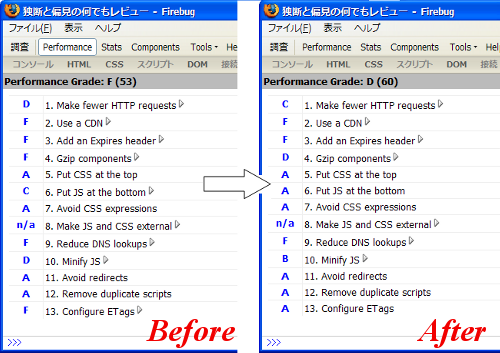 独断と偏見の何でもレビュー - Firebug
ファイル(F) 表示 ヘルプ
調査 Performance Stats Components Tools
コンソール HTML CSS スクリプト DOM 接続
Performance Grade: F (53)
D 1. Make fewer HTTP requests
F 2. Use a CDN
F 3. Add an Expires header
F 4. Gzip components
A 5. Put CSS at the top
C 6. Put JS at the bottom
A 7. Avoid CSS expressions
n/a 8. Make JS and CSS external
F 9. Reduce DNS lookups
D 10. Minify JS
A 11. Avoid redirects
A 12. Remove duplicate scripts
F 13. Configure ETags
>>>
Before
独断と偏見の何でもレビュー - Firebug
ファイル(F) 表示 ヘルプ
調査 Performance Stats Components Tools
コンソール HTML CSS スクリプト DOM 接続
Performance Grade: D (60)
C 1. Make fewer HTTP requests
F 2. Use a CDN
F 3. Add an Expires header
D 4. Gzip components
A 5. Put CSS at the top
A 6. Put JS at the bottom
A 7. Avoid CSS expressions
n/a 8. Make JS and CSS external
F 9. Reduce DNS lookups
B 10. Minify JS
A 11. Avoid redirects
A 12. Remove duplicate scripts
A 13. Configure ETags
>>>
After